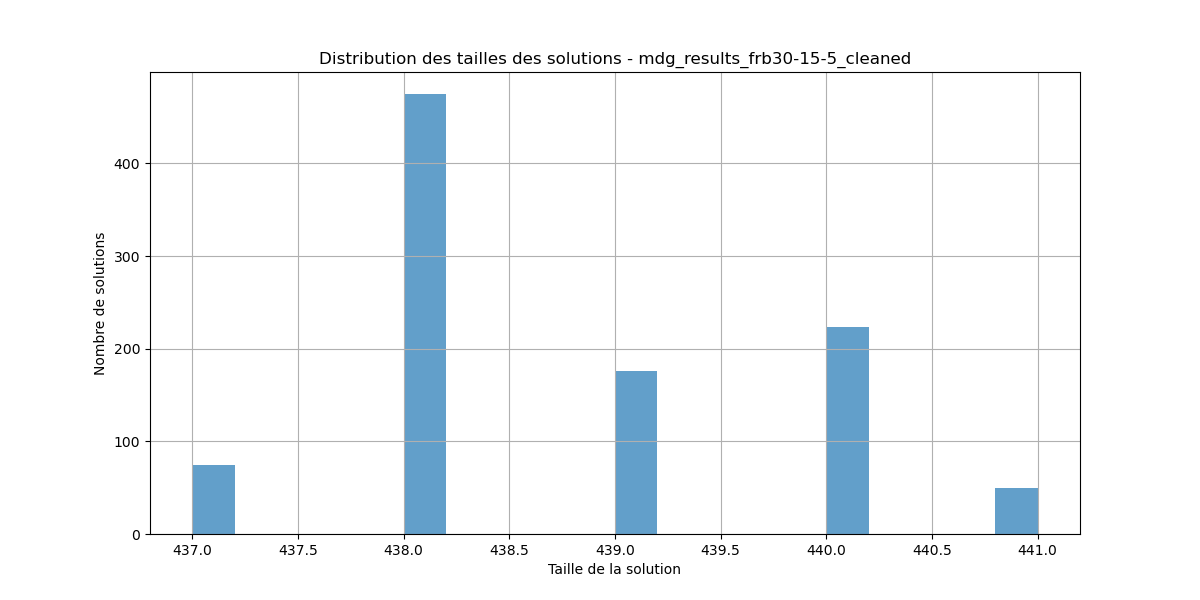 Distribution des tailles des solutions - mdg_results_frb30-15-5_cleaned
Nombre de solutions
400
300
200
100
0
437.0 437.5 438.0 438.5 439.0 439.5 440.0 440.5 441.0
Taille de la solution